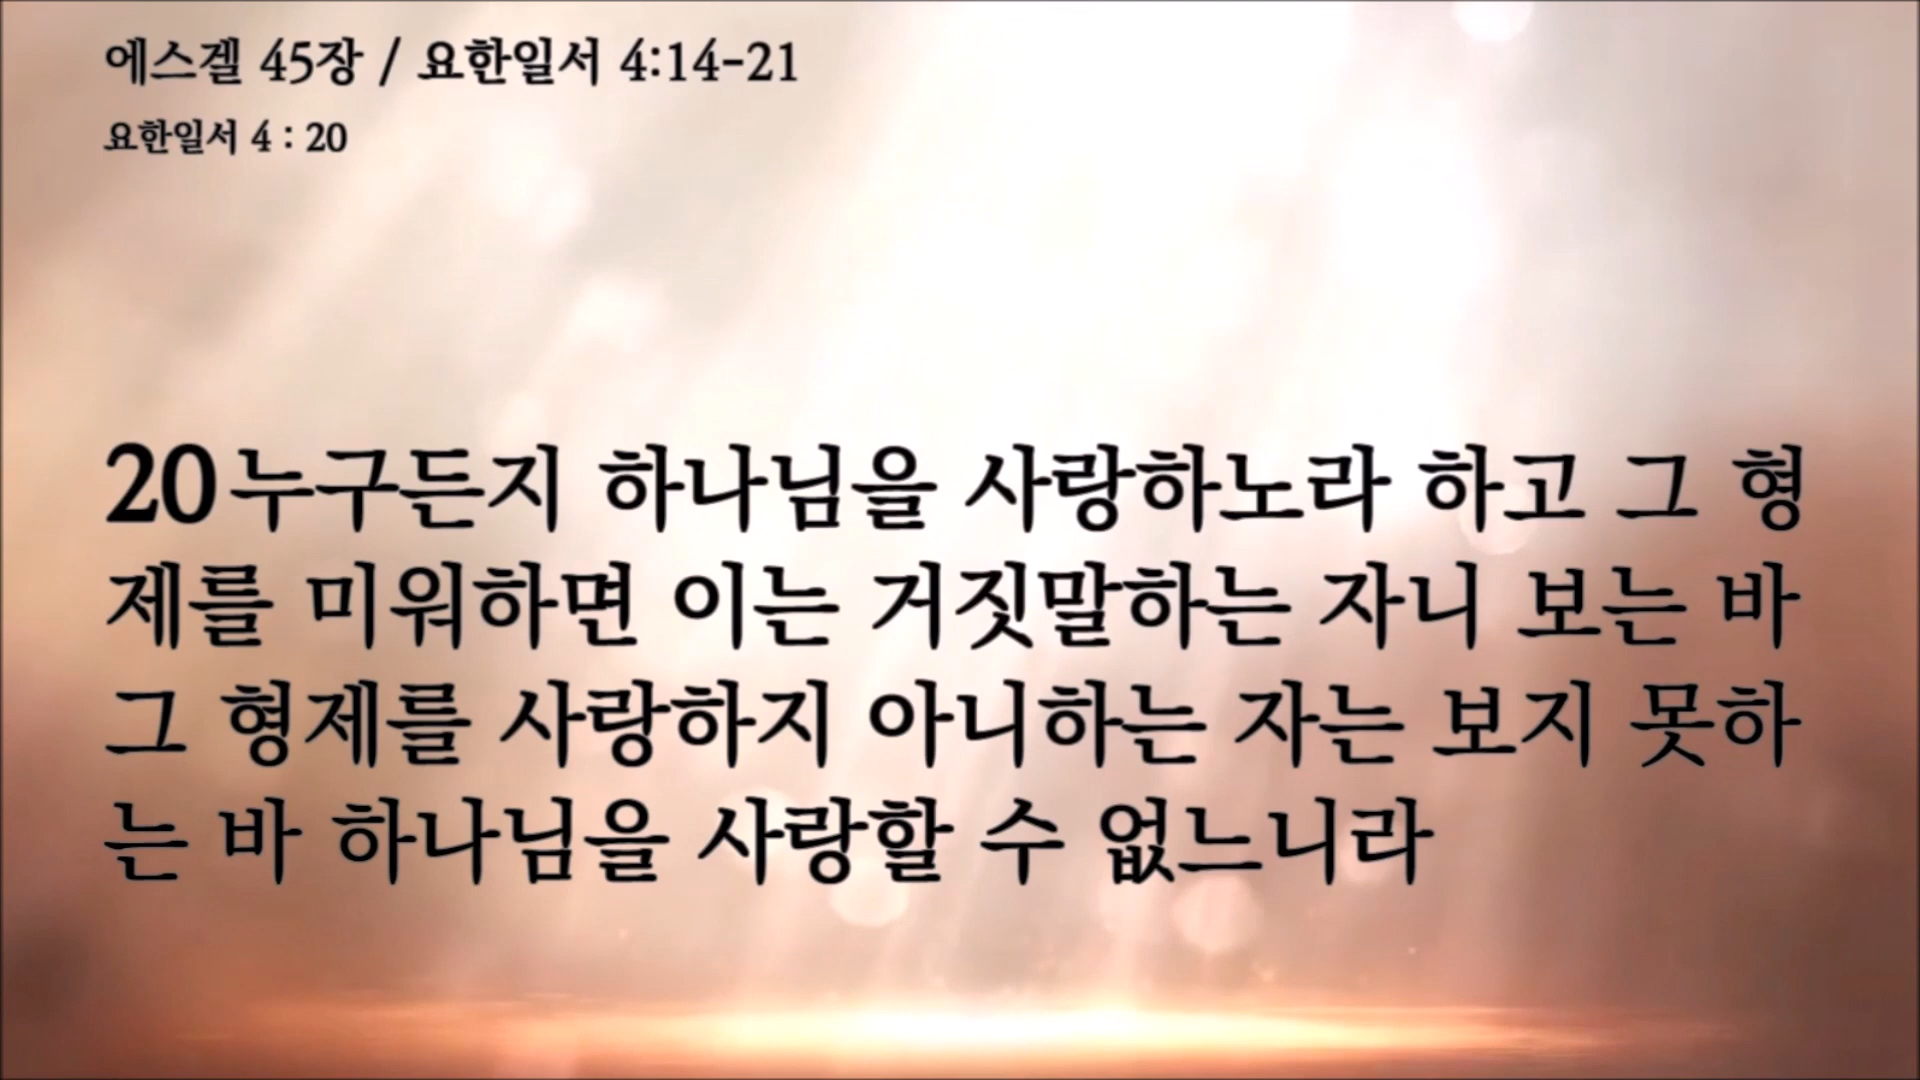 에스겔 45장 / 요한일서 4:14-21
요한일서 4 : 20
20누구든지 하나님을 사랑하노라 하고 그 형
제를 미워하면 이는 거짓말하는 자니 보는 바
그 형제를 사랑하지 아니하는 자는 보지 못하
는 바 하나님을 사랑할 수 없느니라